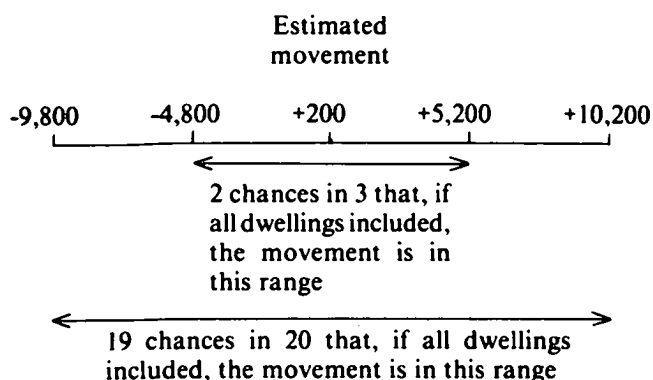 Estimated
movement
-9,800 -4,800 +200 +5,200 +10,200
2 chances in 3 that, if
all dwellings included,
the movement is in
this range
19 chances in 20 that, if all dwellings
included, the movement is in this range